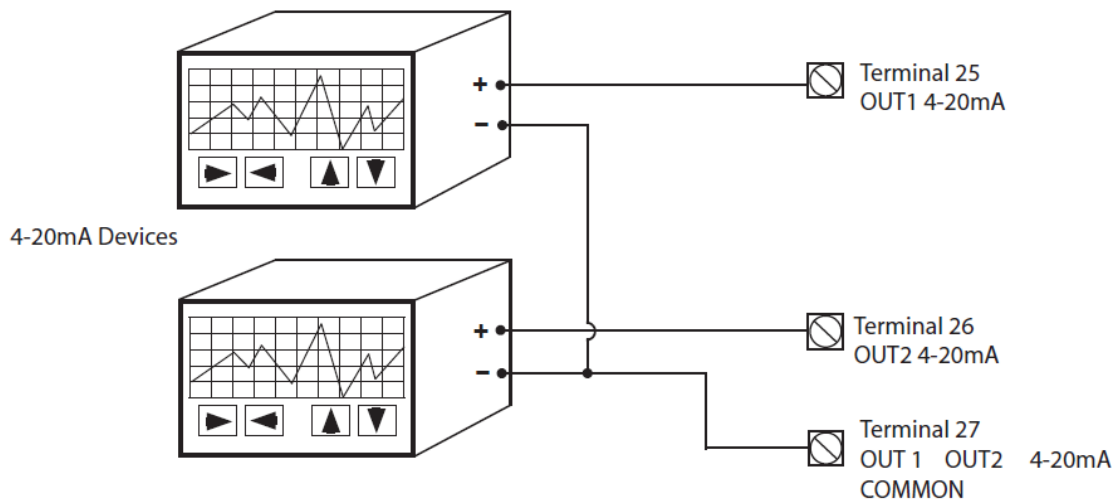 +
Terminal 25
OUT1 4-20mA
-
4-20mA Devices
+
Terminal 26
OUT2 4-20mA
-
Terminal 27
OUT 1 OUT2 4-20mA
COMMON